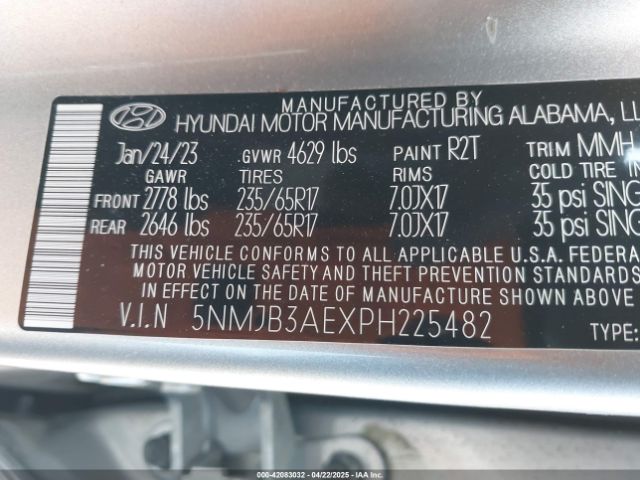 MANUFACTURED BY
HYUNDAI MOTOR MANUFACTURING ALABAMA,
Jan/24/23 GVWR 4629 lbs PAINT R2T TRIM MMH
GAWR TIRES RIMS COLD TIRE
FRONT 2778 lbs 235/65R17 7.0JX17 35 psi SING
REAR 2646 lbs 235/65R17 7.0JX17 35 psi SING
THIS VEHICLE CONFORMS TO ALL APPLICABLE U.S.A. FEDERA
MOTOR VEHICLE SAFETY AND THEFT PREVENTION STANDARDS
IN EFFECT ON THE DATE OF MANUFACTURE SHOWN ABOVE
V.I.N 5NMJB3AEXPH225482
TYPE:
000-42083032 04/22/2025 IAAI.COM